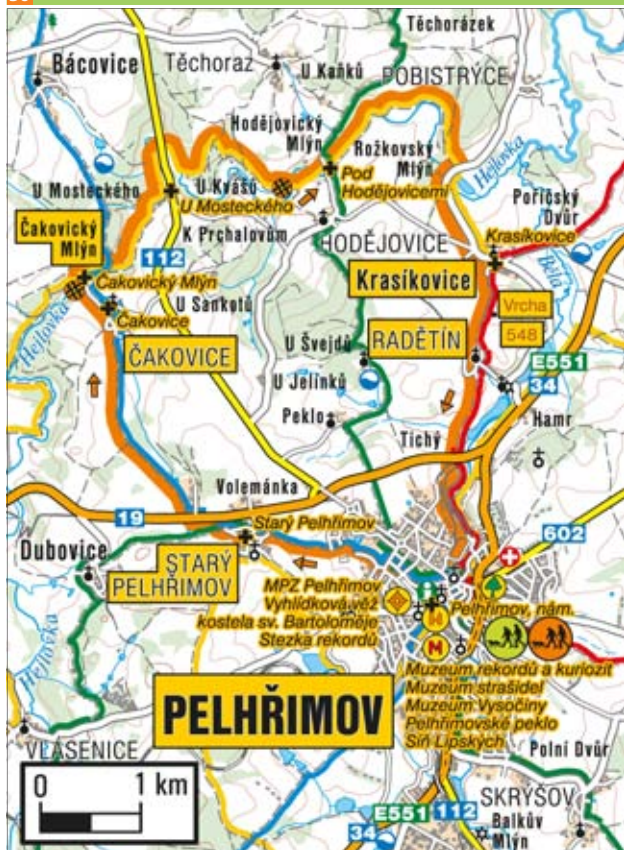 Těchorázek
Bácovice
Těchoraz
U Kaňků
POBISTRÝCE
Hodějovický
Mlýn
Rožkovský
Mlýn
Hejlovka
U Mosteckého
U Kvášů
Pod
Hodějovicemi
U Mosteckého
Poříčský
Dvůr
Čakovický
Mlýn
K Prchalovům
HODĚJOVICE
Krasíkovice
112
Krasíkovice
Čakovický Mlýn
Bělá
Čakovice
U Sankotů
Vrcha
548
Hejlovka
ČAKOVICE
U Švejdů
RADĚTÍN
E551
34
U Jelínků
Peklo
Hamr
Tichý
Volemánka
19
Starý Pelhřimov
602
Dubovice
STARÝ
PELHŘIMOV
MPZ Pelhřimov
Vyhlídková věž
kostela sv. Bartoloměje
Stezka rekordů
Pelhřimov, nám.
M
Hejlovka
Muzeum rekordů a kuriozit
Muzeum strašidel
Muzeum Vysočiny
Pelhřimovské peklo
Síň Lipských
PELHŘIMOV
VLÁSENICE
Polní Dvůr
0 1 km
SKRÝŠOV
E551
112
34
Balkův
Mlýn